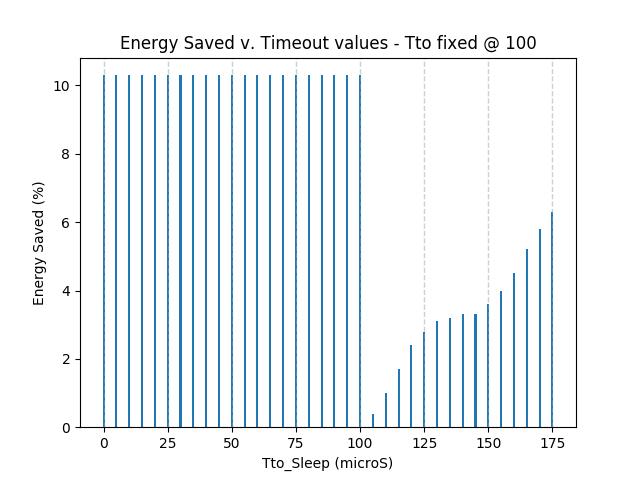 Energy Saved v. Timeout values - Tto fixed @ 100
10
8
6
4
2
0
Energy Saved (%)
0 25 50 75 100 125 150 175
Tto_Sleep (microS)